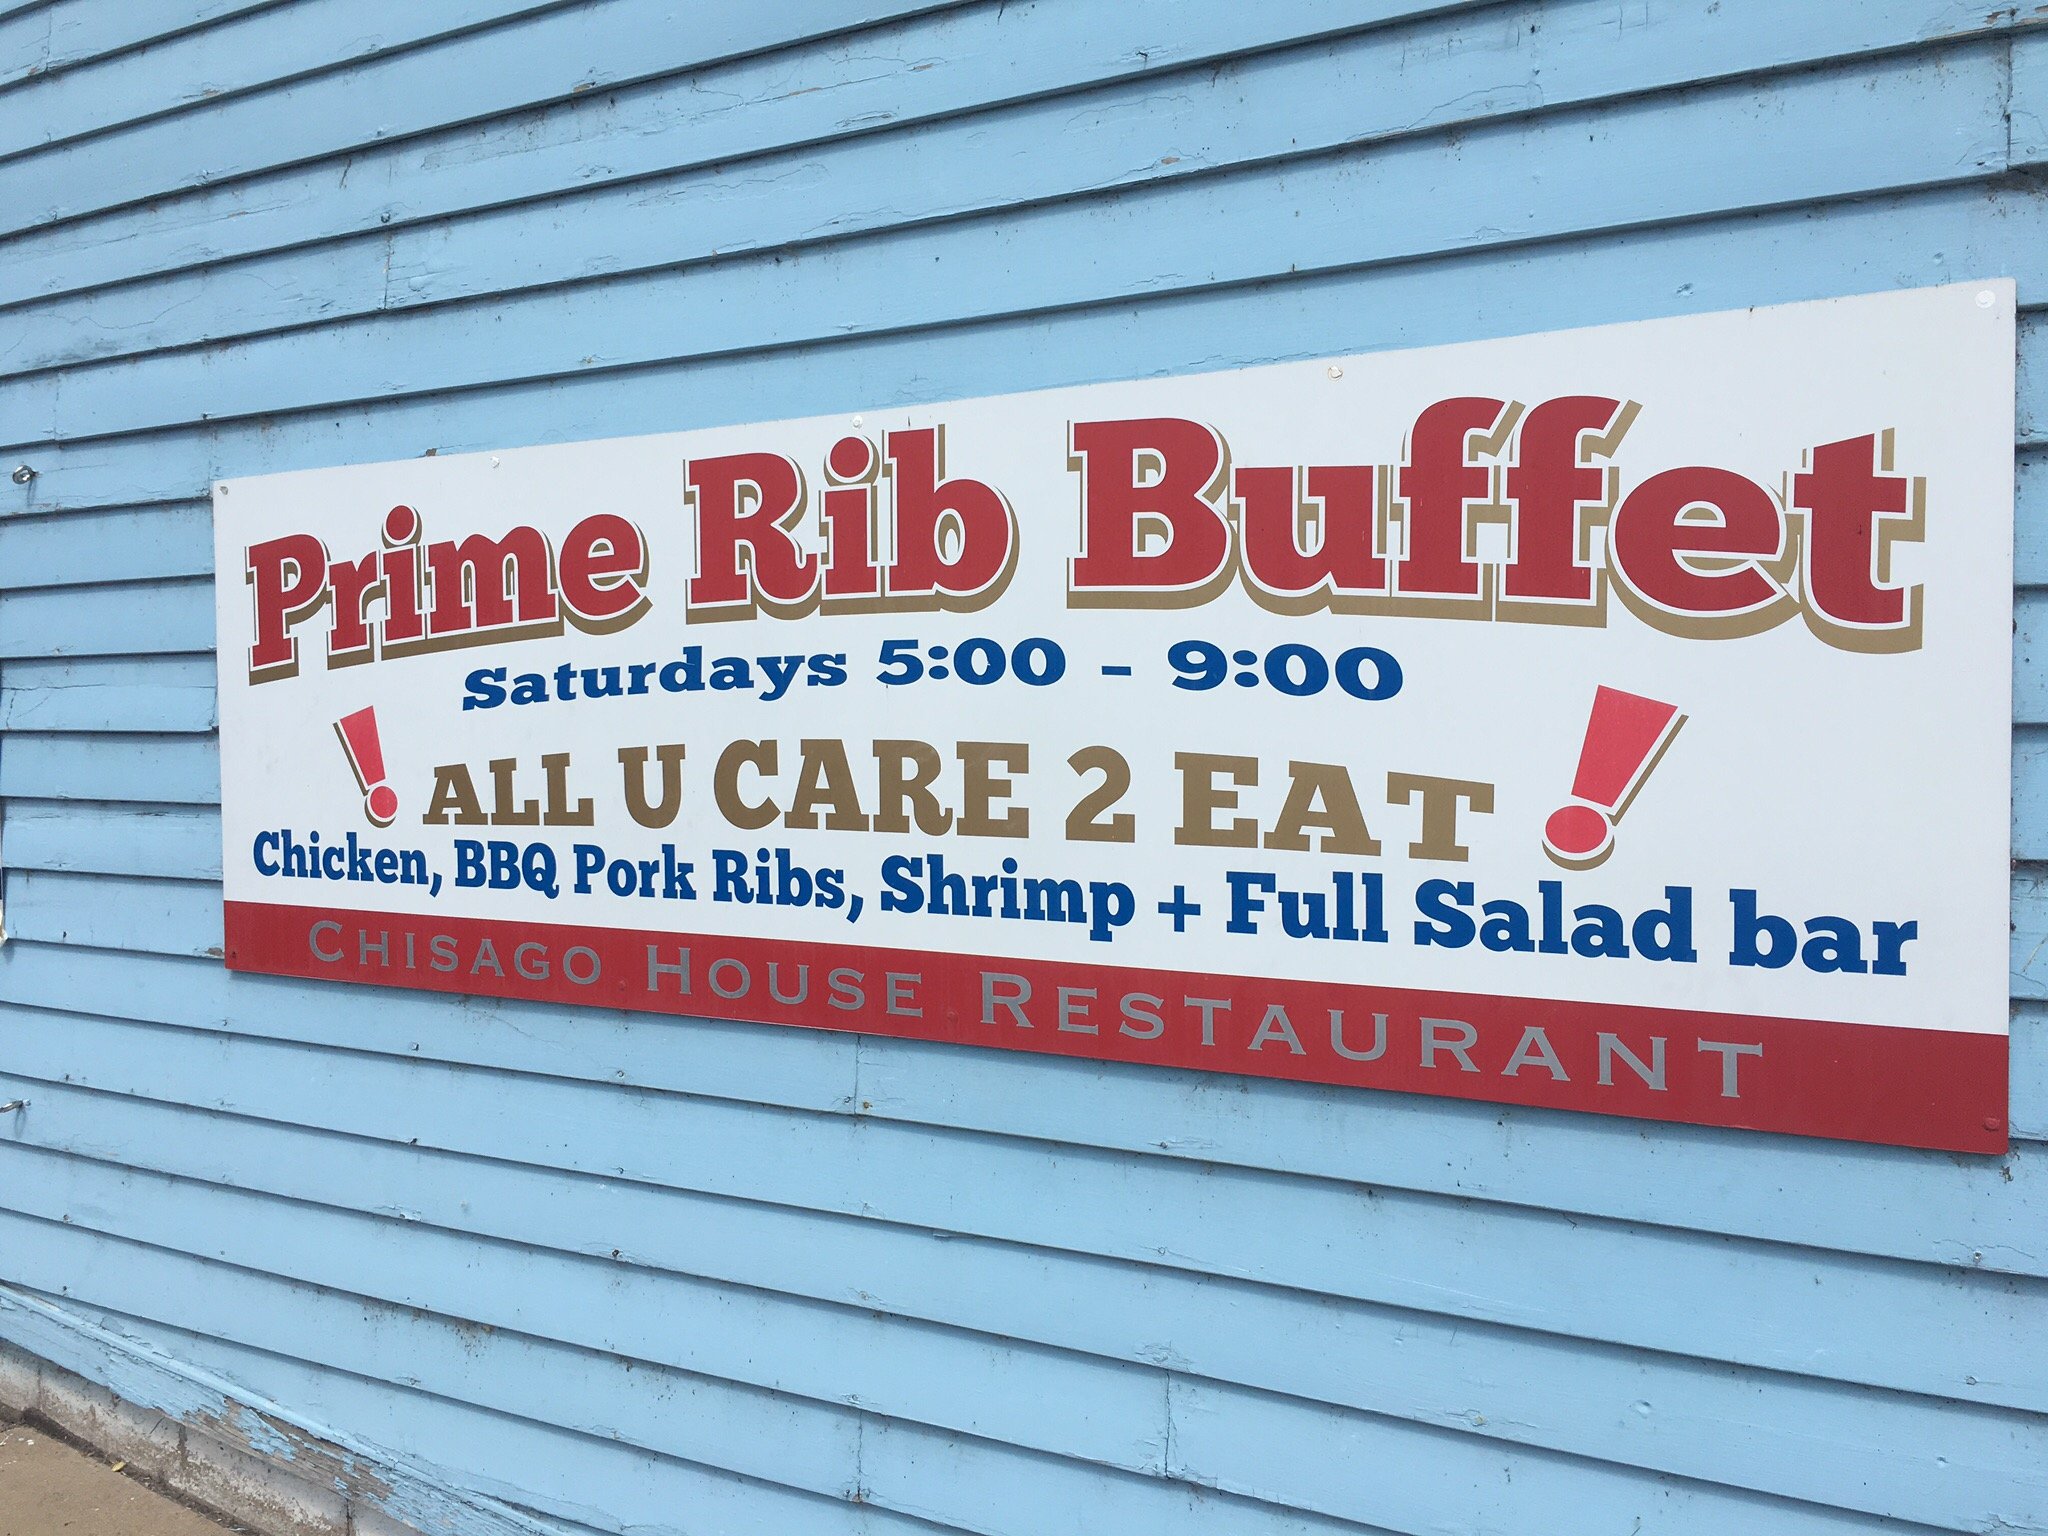 Prime Rib Buffet
Saturdays 5:00 - 9:00
! ALL U CARE 2 EAT !
Chicken, BBQ Pork Ribs, Shrimp + Full Salad bar
CHISAGO HOUSE RESTAURANT